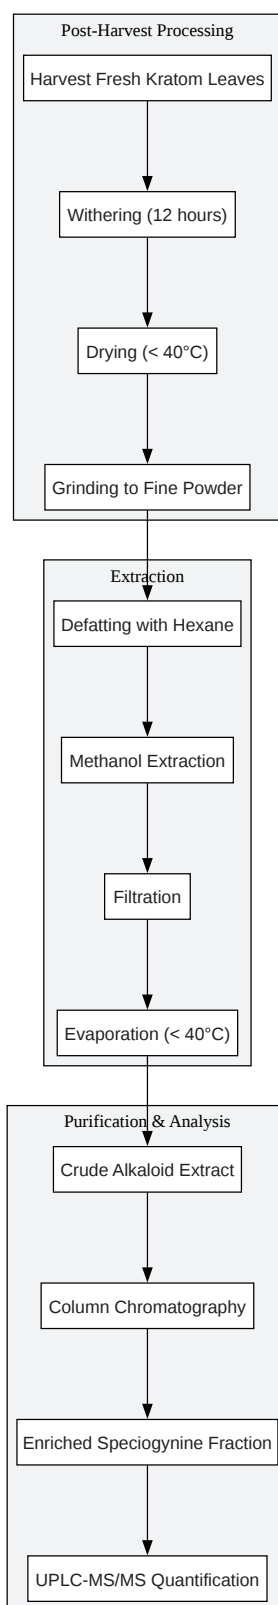 Post-Harvest Processing
Harvest Fresh Kratom Leaves
Withering (12 hours)
Drying (< 40°C)
Grinding to Fine Powder
Extraction
Defatting with Hexane
Methanol Extraction
Filtration
Evaporation (< 40°C)
Purification & Analysis
Crude Alkaloid Extract
Column Chromatography
Enriched Speciogynine Fraction
UPLC-MS/MS Quantification